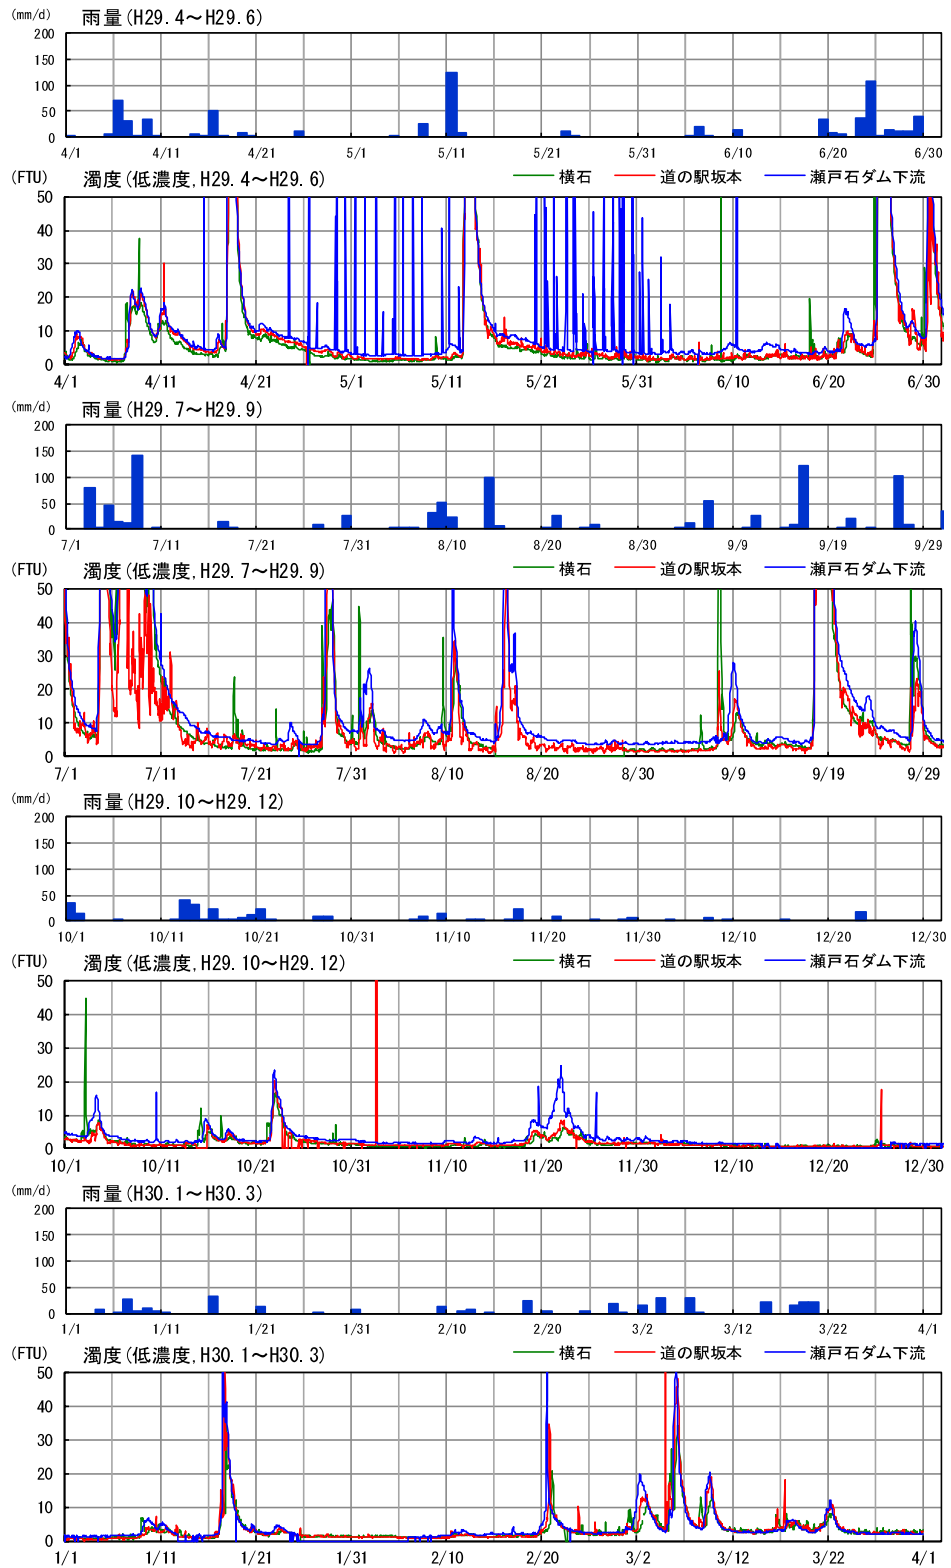 (mm/d) 雨量(H29.4～H29.6)
200
150
100
50
0
4/1 4/11 4/21 5/1 5/11 5/21 5/31 6/10 6/20 6/30
(FTU) 濁度(低濃度,H29.4～H29.6) 横石 道の駅坂本 瀬戸石ダム下流
50
40
30
20
10
0
4/1 4/11 4/21 5/1 5/11 5/21 5/31 6/10 6/20 6/30
(mm/d) 雨量(H29.7～H29.9)
200
150
100
50
0
7/1 7/11 7/21 7/31 8/10 8/20 8/30 9/9 9/19 9/29
(FTU) 濁度(低濃度,H29.7～H29.9) 横石 道の駅坂本 瀬戸石ダム下流
50
40
30
20
10
0
7/1 7/11 7/21 7/31 8/10 8/20 8/30 9/9 9/19 9/29
(mm/d) 雨量(H29.10～H29.12)
200
150
100
50
0
10/1 10/11 10/21 10/31 11/10 11/20 11/30 12/10 12/20 12/30
(FTU) 濁度(低濃度,H29.10～H29.12) 横石 道の駅坂本 瀬戸石ダム下流
50
40
30
20
10
0
10/1 10/11 10/21 10/31 11/10 11/20 11/30 12/10 12/20 12/30
(mm/d) 雨量(H30.1～H30.3)
200
150
100
50
0
1/1 1/11 1/21 1/31 2/10 2/20 3/2 3/12 3/22 4/1
(FTU) 濁度(低濃度,H30.1～H30.3) 横石 道の駅坂本 瀬戸石ダム下流
50
40
30
20
10
0
1/1 1/11 1/21 1/31 2/10 2/20 3/2 3/12 3/22 4/1